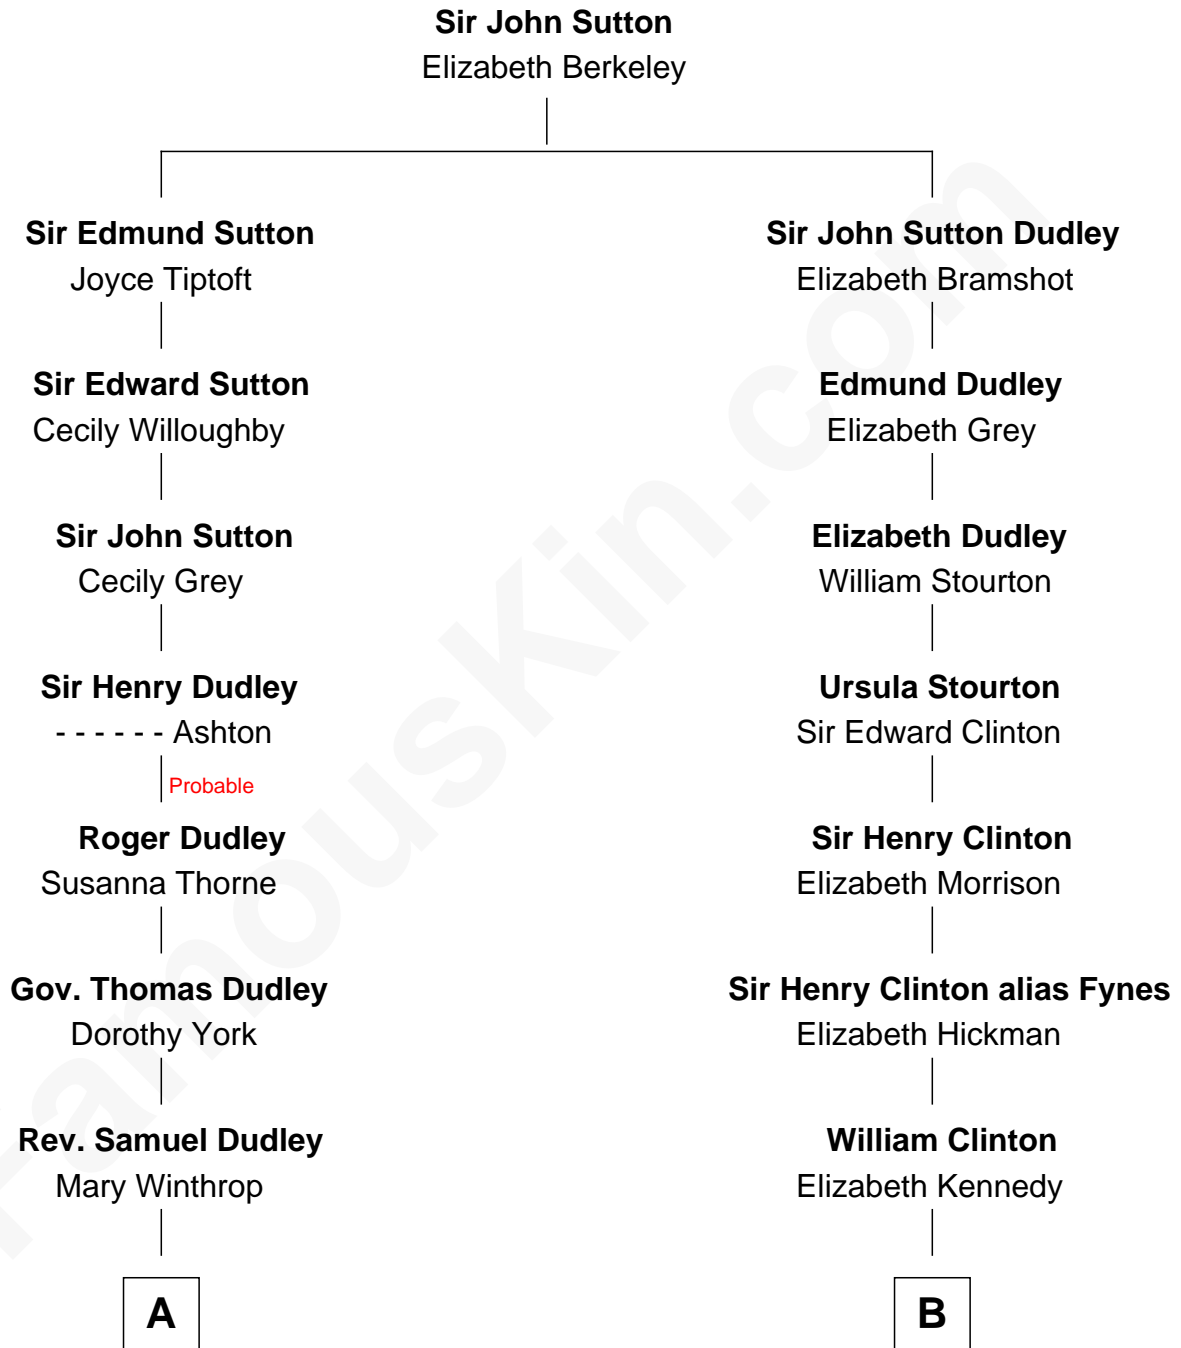 Sir John Sutton
Elizabeth Berkeley
Sir Edmund Sutton
Joyce Tiptoft
Sir Edward Sutton
Cecily Willoughby
Sir John Sutton
Cecily Grey
Sir Henry Dudley
- - - - - - Ashton
Probable
Roger Dudley
Susanna Thorne
Gov. Thomas Dudley
Dorothy York
Rev. Samuel Dudley
Mary Winthrop
A
Sir John Sutton Dudley
Elizabeth Bramshot
Edmund Dudley
Elizabeth Grey
Elizabeth Dudley
William Stourton
Ursula Stourton
Sir Edward Clinton
Sir Henry Clinton
Elizabeth Morrison
Sir Henry Clinton alias Fynes
Elizabeth Hickman
William Clinton
Elizabeth Kennedy
B
FamousKin.com